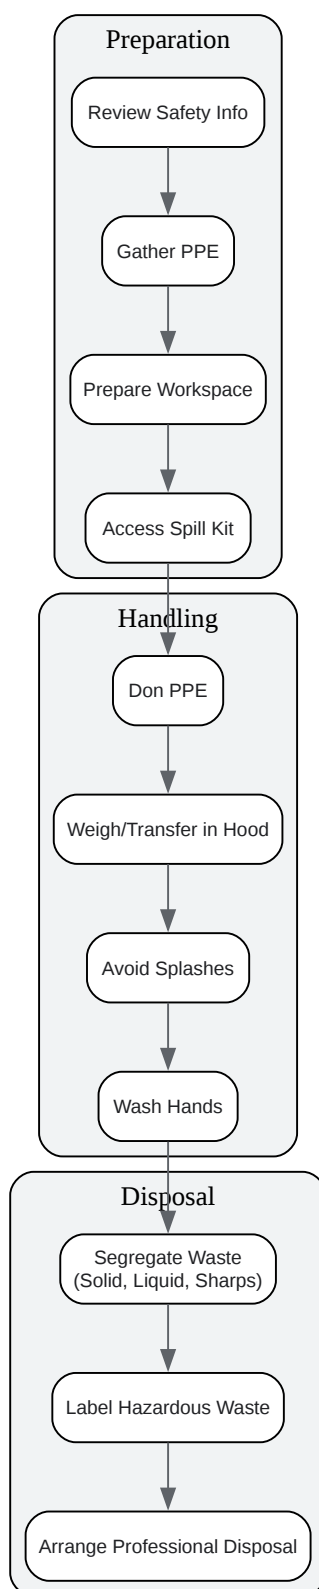 Preparation
Review Safety Info
Gather PPE
Prepare Workspace
Access Spill Kit
Handling
Don PPE
Weigh/Transfer in Hood
Avoid Splashes
Wash Hands
Disposal
Segregate Waste
(Solid, Liquid, Sharps)
Label Hazardous Waste
Arrange Professional Disposal